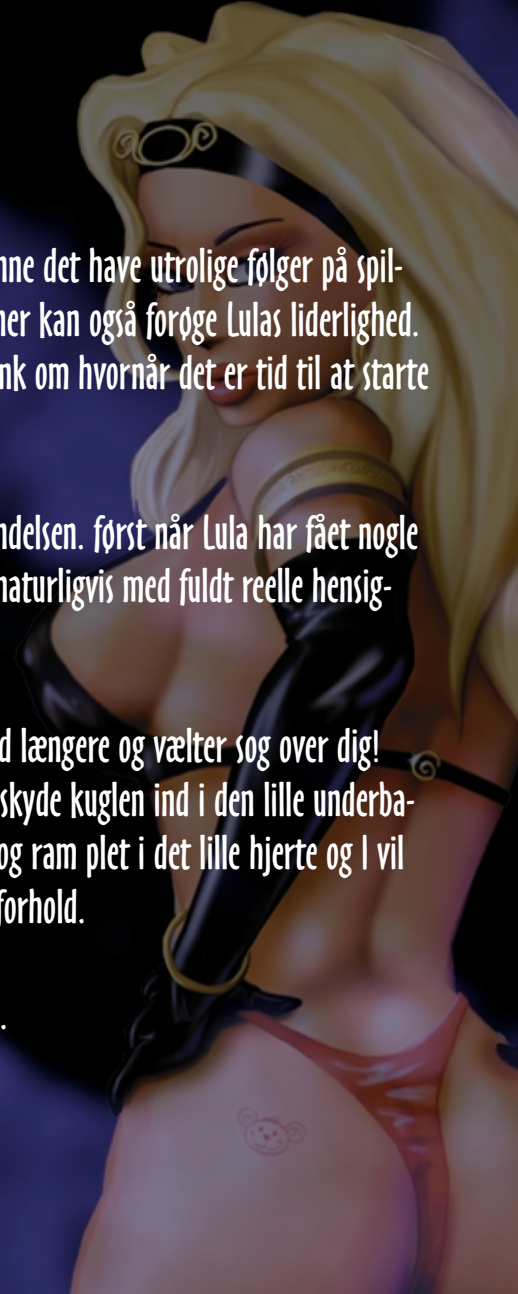 nne det have utrolige følger på spil-
ner kan også forøge Lulas liderlighed.
nk om hvornår det er tid til at starte
ndelsen. først når Lula har fået nogle
naturligvis med fuldt reelle hensig-
d længere og vælter sog over dig!
skyde kuglen ind i den lille underba-
og ram plet i det lille hjerte og I vil
forhold.
.